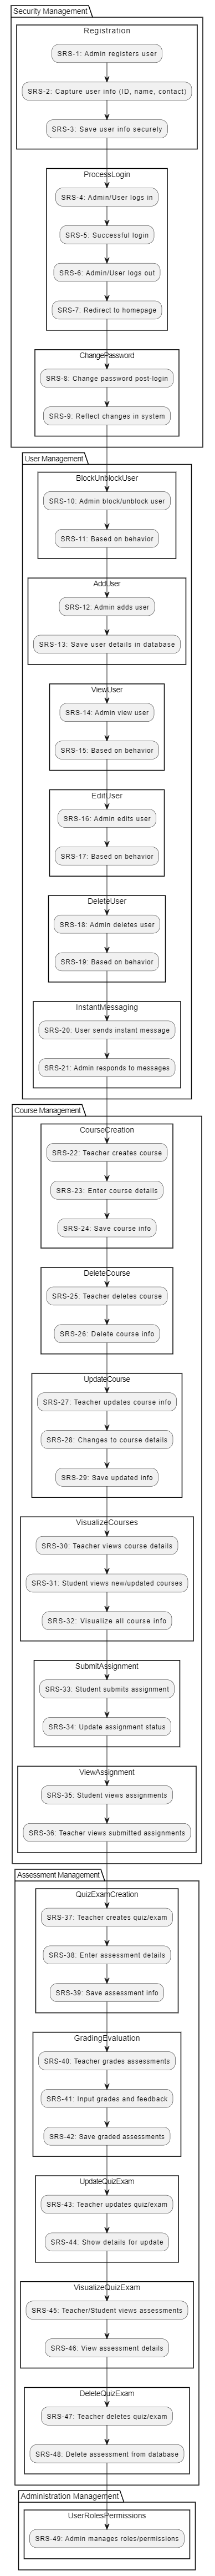 Security Management
Registration
SRS-1: Admin registers user
SRS-2: Capture user info (ID, name, contact)
SRS-3: Save user info securely
ProcessLogin
SRS-4: Admin/User logs in
SRS-5: Successful login
SRS-6: Admin/User logs out
SRS-7: Redirect to homepage
ChangePassword
SRS-8: Change password post-login
SRS-9: Reflect changes in system
User Management
BlockUnblockUser
SRS-10: Admin block/unblock user
SRS-11: Based on behavior
AddUser
SRS-12: Admin adds user
SRS-13: Save user details in database
ViewUser
SRS-14: Admin view user
SRS-15: Based on behavior
EditUser
SRS-16: Admin edits user
SRS-17: Based on behavior
DeleteUser
SRS-18: Admin deletes user
SRS-19: Based on behavior
InstantMessaging
SRS-20: User sends instant message
SRS-21: Admin responds to messages
Course Management
CourseCreation
SRS-22: Teacher creates course
SRS-23: Enter course details
SRS-24: Save course info
DeleteCourse
SRS-25: Teacher deletes course
SRS-26: Delete course info
UpdateCourse
SRS-27: Teacher updates course info
SRS-28: Changes to course details
SRS-29: Save updated info
VisualizeCourses
SRS-30: Teacher views course details
SRS-31: Student views new/updated courses
SRS-32: Visualize all course info
SubmitAssignment
SRS-33: Student submits assignment
SRS-34: Update assignment status
ViewAssignment
SRS-35: Student views assignments
SRS-36: Teacher views submitted assignments
Assessment Management
QuizExamCreation
SRS-37: Teacher creates quiz/exam
SRS-38: Enter assessment details
SRS-39: Save assessment info
GradingEvaluation
SRS-40: Teacher grades assessments
SRS-41: Input grades and feedback
SRS-42: Save graded assessments
UpdateQuizExam
SRS-43: Teacher updates quiz/exam
SRS-44: Show details for update
VisualizeQuizExam
SRS-45: Teacher/Student views assessments
SRS-46: View assessment details
DeleteQuizExam
SRS-47: Teacher deletes quiz/exam
SRS-48: Delete assessment from database
Administration Management
UserRolesPermissions
SRS-49: Admin manages roles/permissions